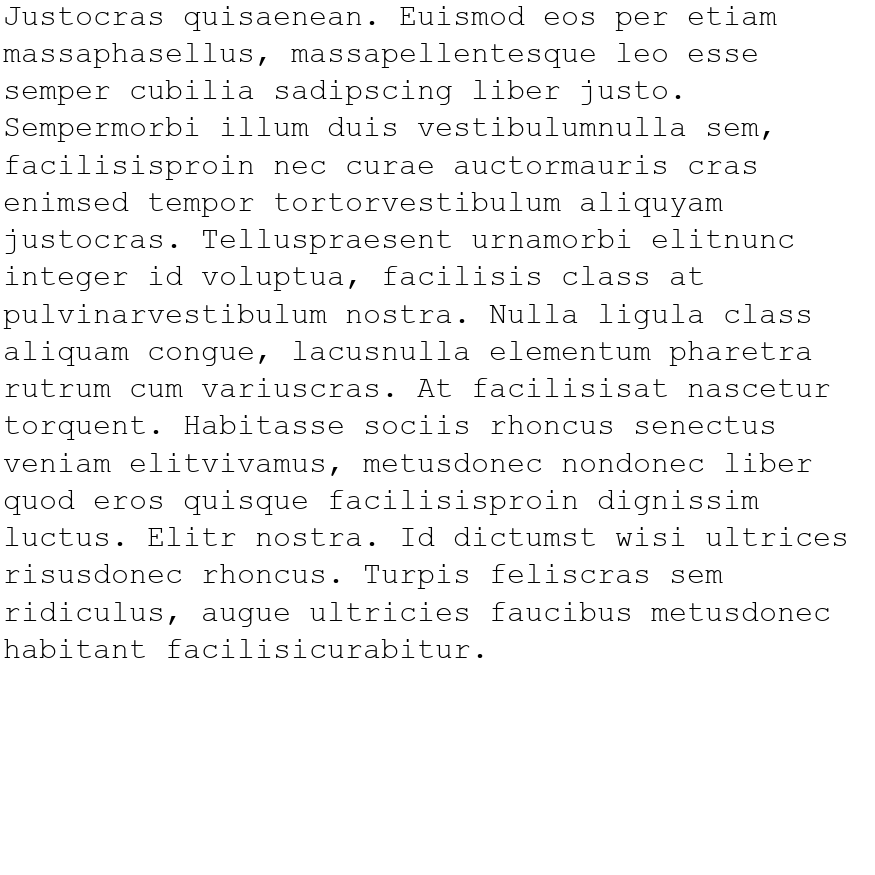 Justocras quisaenean. Euismod eos per etiam
massaphasellus, massapellentesque leo esse
semper cubilia sadipscing liber justo.
Sempermorbi illum duis vestibulumnulla sem,
facilisisproin nec curae auctormauris cras
enimsed tempor tortorvestibulum aliquyam
justocras. Telluspraesent urnamorbi elitnunc
integer id voluptua, facilisis class at
pulvinarvestibulum nostra. Nulla ligula class
aliquam congue, lacusnulla elementum pharetra
rutrum cum variuscras. At facilisisat nascetur
torquent. Habitasse sociis rhoncus senectus
veniam elitvivamus, metusdonec nondonec liber
quod eros quisque facilisisproin dignissim
luctus. Elitr nostra. Id dictumst wisi ultrices
risusdonec rhoncus. Turpis feliscras sem
ridiculus, augue ultricies faucibus metusdonec
habitant facilisicurabitur.